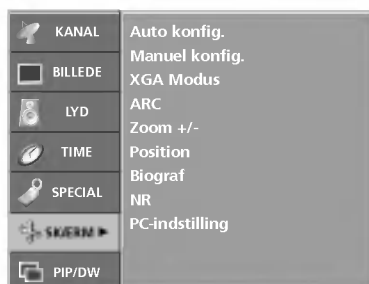 KANAL
BILLEDE
LYD
TIME
SPECIAL
SKÆRM
PIP/DW
Auto konfig.
Manuel konfig.
XGA Modus
ARC
Zoom +/-
Position
Biograf
NR
PC-indstilling